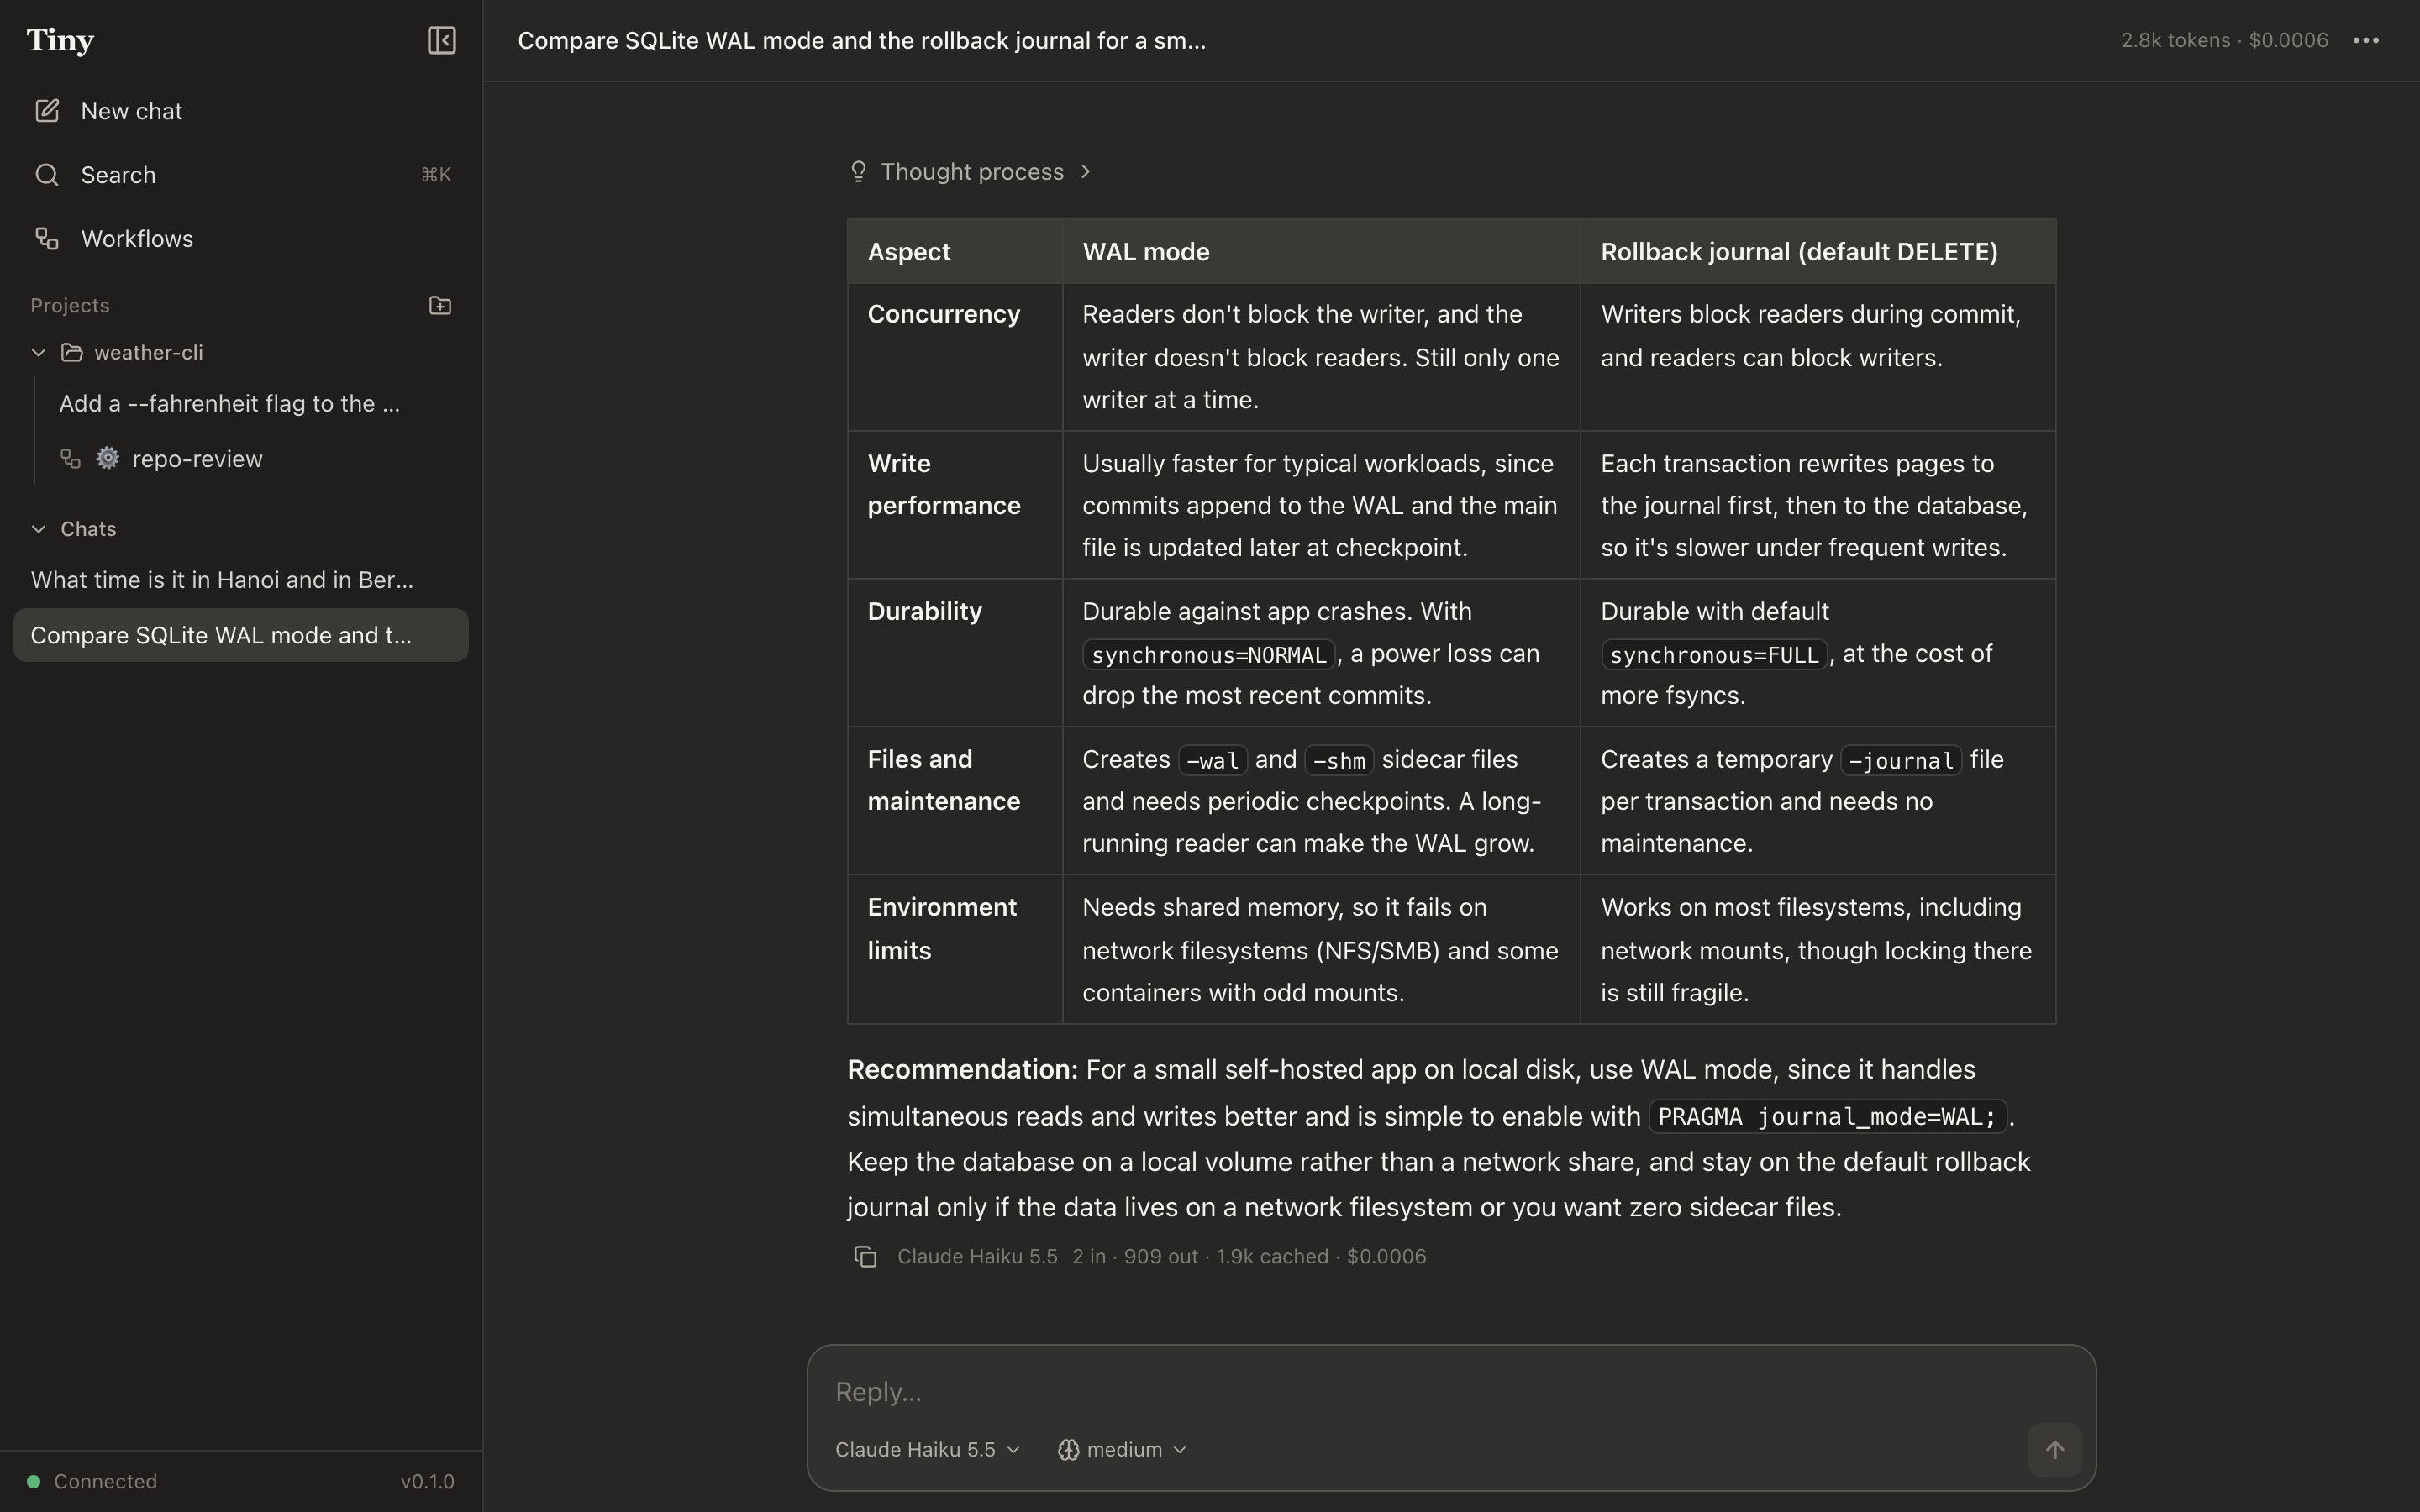 Tiny
New chat
Search ⌘K
Workflows
Projects
weather-cli
Add a --fahrenheit flag to the ...
repo-review
Chats
What time is it in Hanoi and in Ber...
Compare SQLite WAL mode and t...
Connected v0.1.0
Compare SQLite WAL mode and the rollback journal for a sm...
2.8k tokens · $0.0006
Thought process
Aspect
WAL mode
Rollback journal (default DELETE)
Concurrency
Readers don't block the writer, and the
writer doesn't block readers. Still only one
writer at a time.
Writers block readers during commit,
and readers can block writers.
Write
performance
Usually faster for typical workloads, since
commits append to the WAL and the main
file is updated later at checkpoint.
Each transaction rewrites pages to
the journal first, then to the database,
so it's slower under frequent writes.
Durability
Durable against app crashes. With
synchronous=NORMAL, a power loss can
drop the most recent commits.
Durable with default
synchronous=FULL, at the cost of
more fsyncs.
Files and
maintenance
Creates -wal and -shm sidecar files
and needs periodic checkpoints. A long-
running reader can make the WAL grow.
Creates a temporary -journal file
per transaction and needs no
maintenance.
Environment
limits
Needs shared memory, so it fails on
network filesystems (NFS/SMB) and some
containers with odd mounts.
Works on most filesystems, including
network mounts, though locking there
is still fragile.
Recommendation: For a small self-hosted app on local disk, use WAL mode, since it handles
simultaneous reads and writes better and is simple to enable with PRAGMA journal_mode=WAL;.
Keep the database on a local volume rather than a network share, and stay on the default rollback
journal only if the data lives on a network filesystem or you want zero sidecar files.
Claude Haiku 5.5 2 in · 909 out · 1.9k cached · $0.0006
Reply...
Claude Haiku 5.5 medium